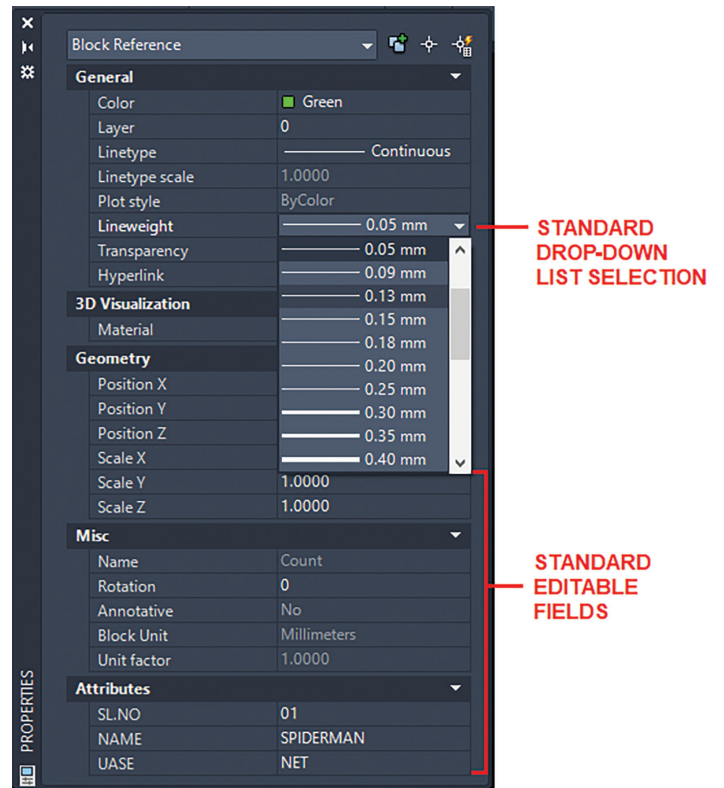 Block Reference
General
Color Green
Layer 0
Linetype Continuous
Linetype scale 1.0000
Plot style ByColor
Lineweight 0.05 mm
Transparency 0.05 mm
Hyperlink 0.09 mm
0.13 mm
3D Visualization
0.15 mm
Material
0.18 mm
Geometry
0.20 mm
Position X
0.25 mm
Position Y 0.30 mm
Position Z 0.35 mm
Scale X 0.40 mm
Scale Y 1.0000
Scale Z 1.0000
Misc
Name Count
Rotation 0
Annotative No
Block Unit Millimeters
Unit factor 1.0000
Attributes
SL.NO 01
NAME SPIDERMAN
UASE NET
PROPERTIES
STANDARD
DROP-DOWN
LIST SELECTION
STANDARD
EDITABLE
FIELDS